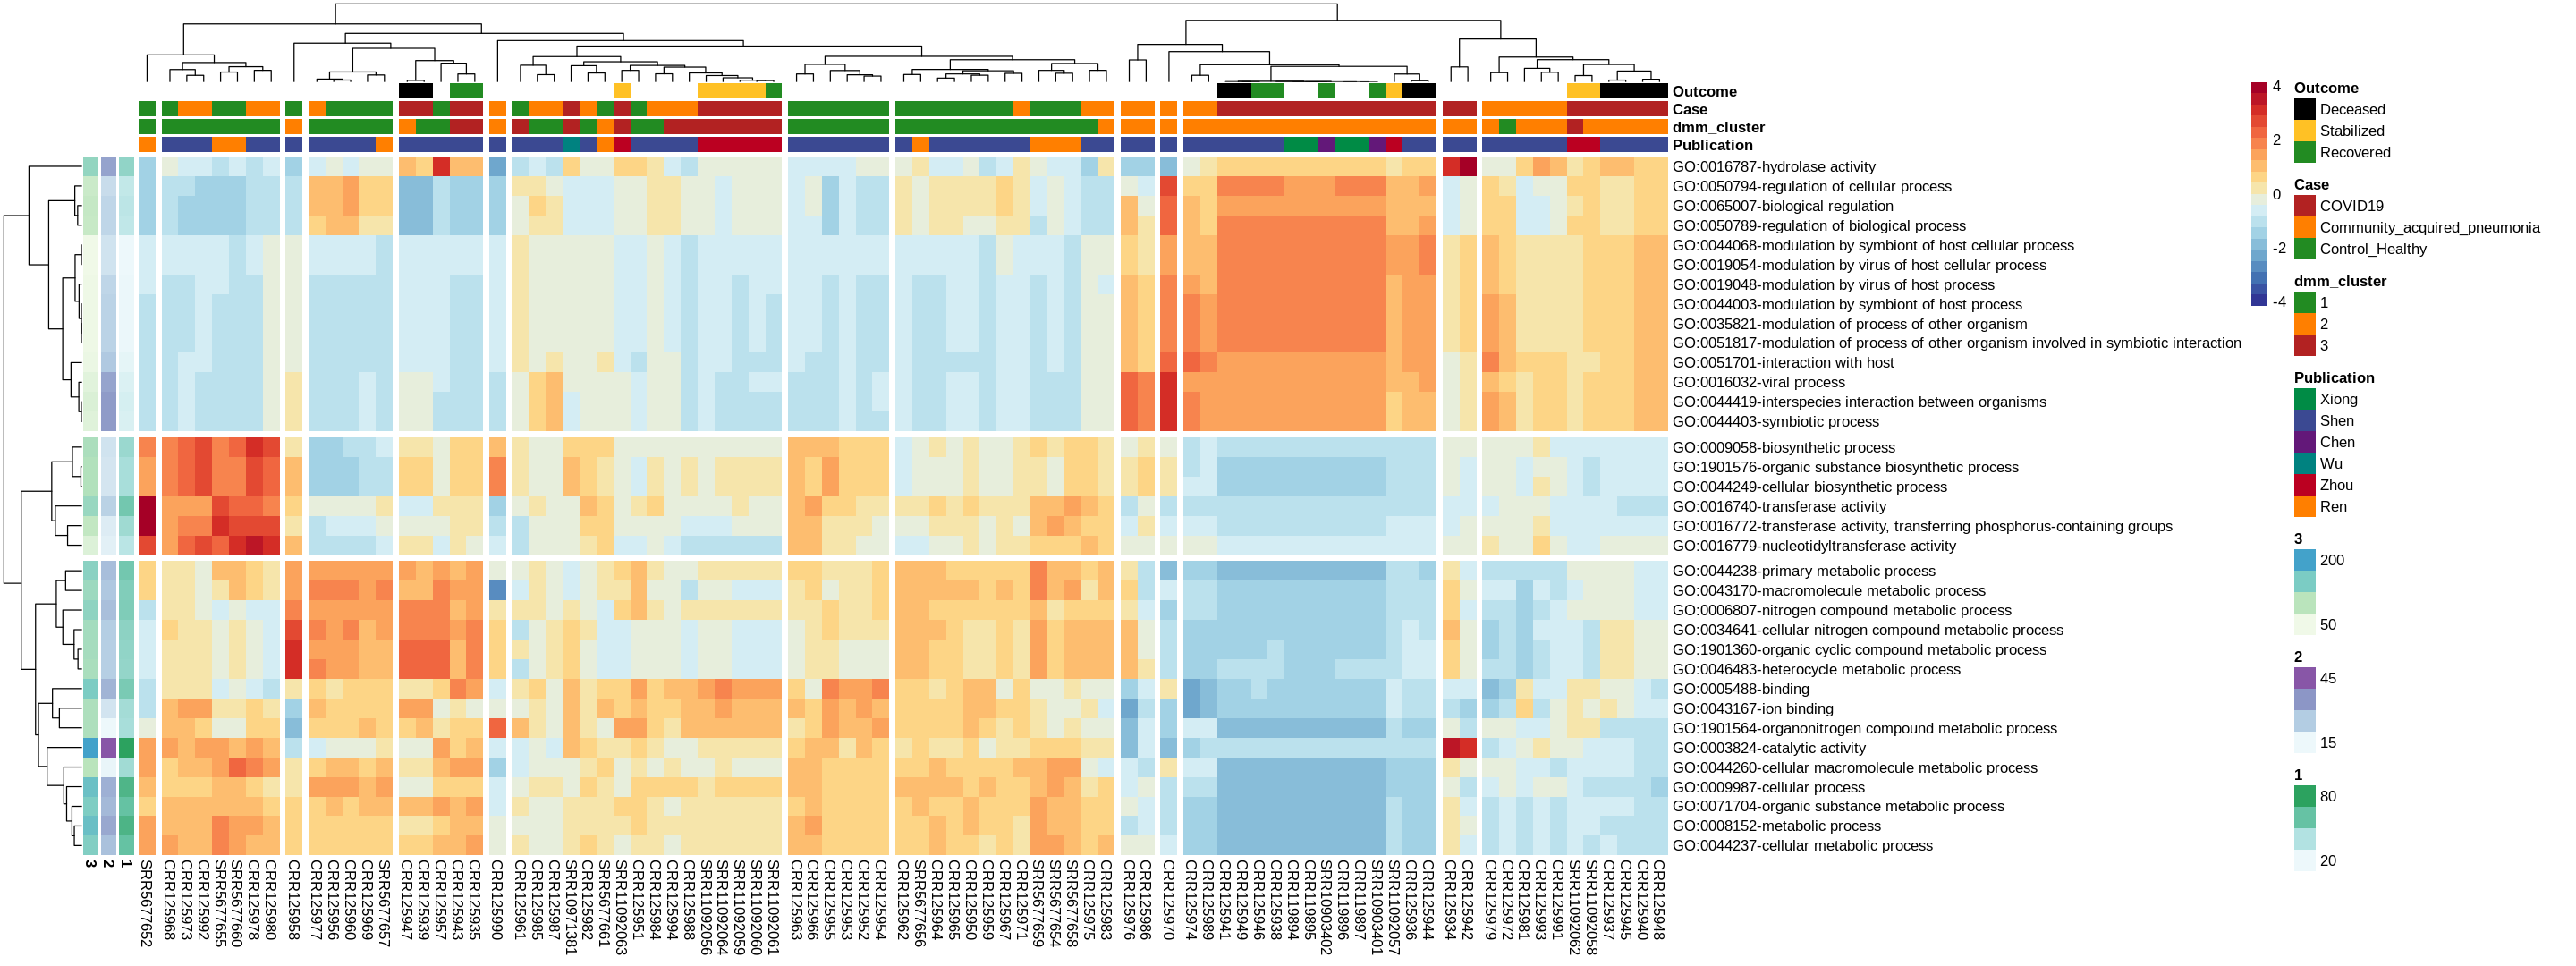 Outcome
Case
dmm_cluster
Publication
GO:0016787-hydrolase activity
GO:0050794-regulation of cellular process
GO:0065007-biological regulation
GO:0050789-regulation of biological process
GO:0044068-modulation by symbiont of host cellular process
GO:0019054-modulation by virus of host cellular process
GO:0019048-modulation by virus of host process
GO:0044003-modulation by symbiont of host process
GO:0035821-modulation of process of other organism
GO:0051817-modulation of process of other organism involved in symbiotic interaction
GO:0051701-interaction with host
GO:0016032-viral process
GO:0044419-interspecies interaction between organisms
GO:0044403-symbiotic process
GO:0009058-biosynthetic process
GO:1901576-organic substance biosynthetic process
GO:0044249-cellular biosynthetic process
GO:0016740-transferase activity
GO:0016772-transferase activity, transferring phosphorus-containing groups
GO:0016779-nucleotidyltransferase activity
GO:0044238-primary metabolic process
GO:0043170-macromolecule metabolic process
GO:0006807-nitrogen compound metabolic process
GO:0034641-cellular nitrogen compound metabolic process
GO:1901360-organic cyclic compound metabolic process
GO:0046483-heterocycle metabolic process
GO:0005488-binding
GO:0043167-ion binding
GO:1901564-organonitrogen compound metabolic process
GO:0003824-catalytic activity
GO:0044260-cellular macromolecule metabolic process
GO:0009987-cellular process
GO:0071704-organic substance metabolic process
GO:0008152-metabolic process
GO:0044237-cellular metabolic process
3
2
1
SRR5677652
CRR125968
CRR125973
CRR125992
SRR5677655
SRR5677660
CRR125978
CRR125980
CRR125958
CRR125977
CRR125956
CRR125960
CRR125969
SRR5677657
CRR125947
CRR125939
CRR125957
CRR125943
CRR125935
CRR125990
CRR125961
CRR125985
CRR125987
SRR10971381
CRR125982
SRR5677661
SRR11092063
CRR125951
CRR125984
CRR125994
CRR125988
SRR11092056
SRR11092064
SRR11092059
SRR11092060
SRR11092061
CRR125963
CRR125966
CRR125955
CRR125953
CRR125952
CRR125954
CRR125962
SRR5677656
CRR125964
CRR125965
CRR125950
CRR125959
CRR125967
CRR125971
SRR5677659
SRR5677654
SRR5677658
CRR125975
CRR125983
CRR125976
CRR125986
CRR125970
CRR125974
CRR125989
CRR125941
CRR125949
CRR125946
CRR125938
CRR119894
CRR119895
SRR10903402
CRR119896
CRR119897
SRR10903401
SRR11092057
CRR125936
CRR125944
CRR125934
CRR125942
CRR125979
CRR125972
CRR125981
CRR125993
CRR125991
SRR11092062
SRR11092058
CRR125937
CRR125945
CRR125940
CRR125948
4
2
0
-2
-4
Outcome
Deceased
Stabilized
Recovered
Case
COVID19
Community_acquired_pneumonia
Control_Healthy
dmm_cluster
1
2
3
Publication
Xiong
Shen
Chen
Wu
Zhou
Ren
3
200
50
2
45
15
1
80
20